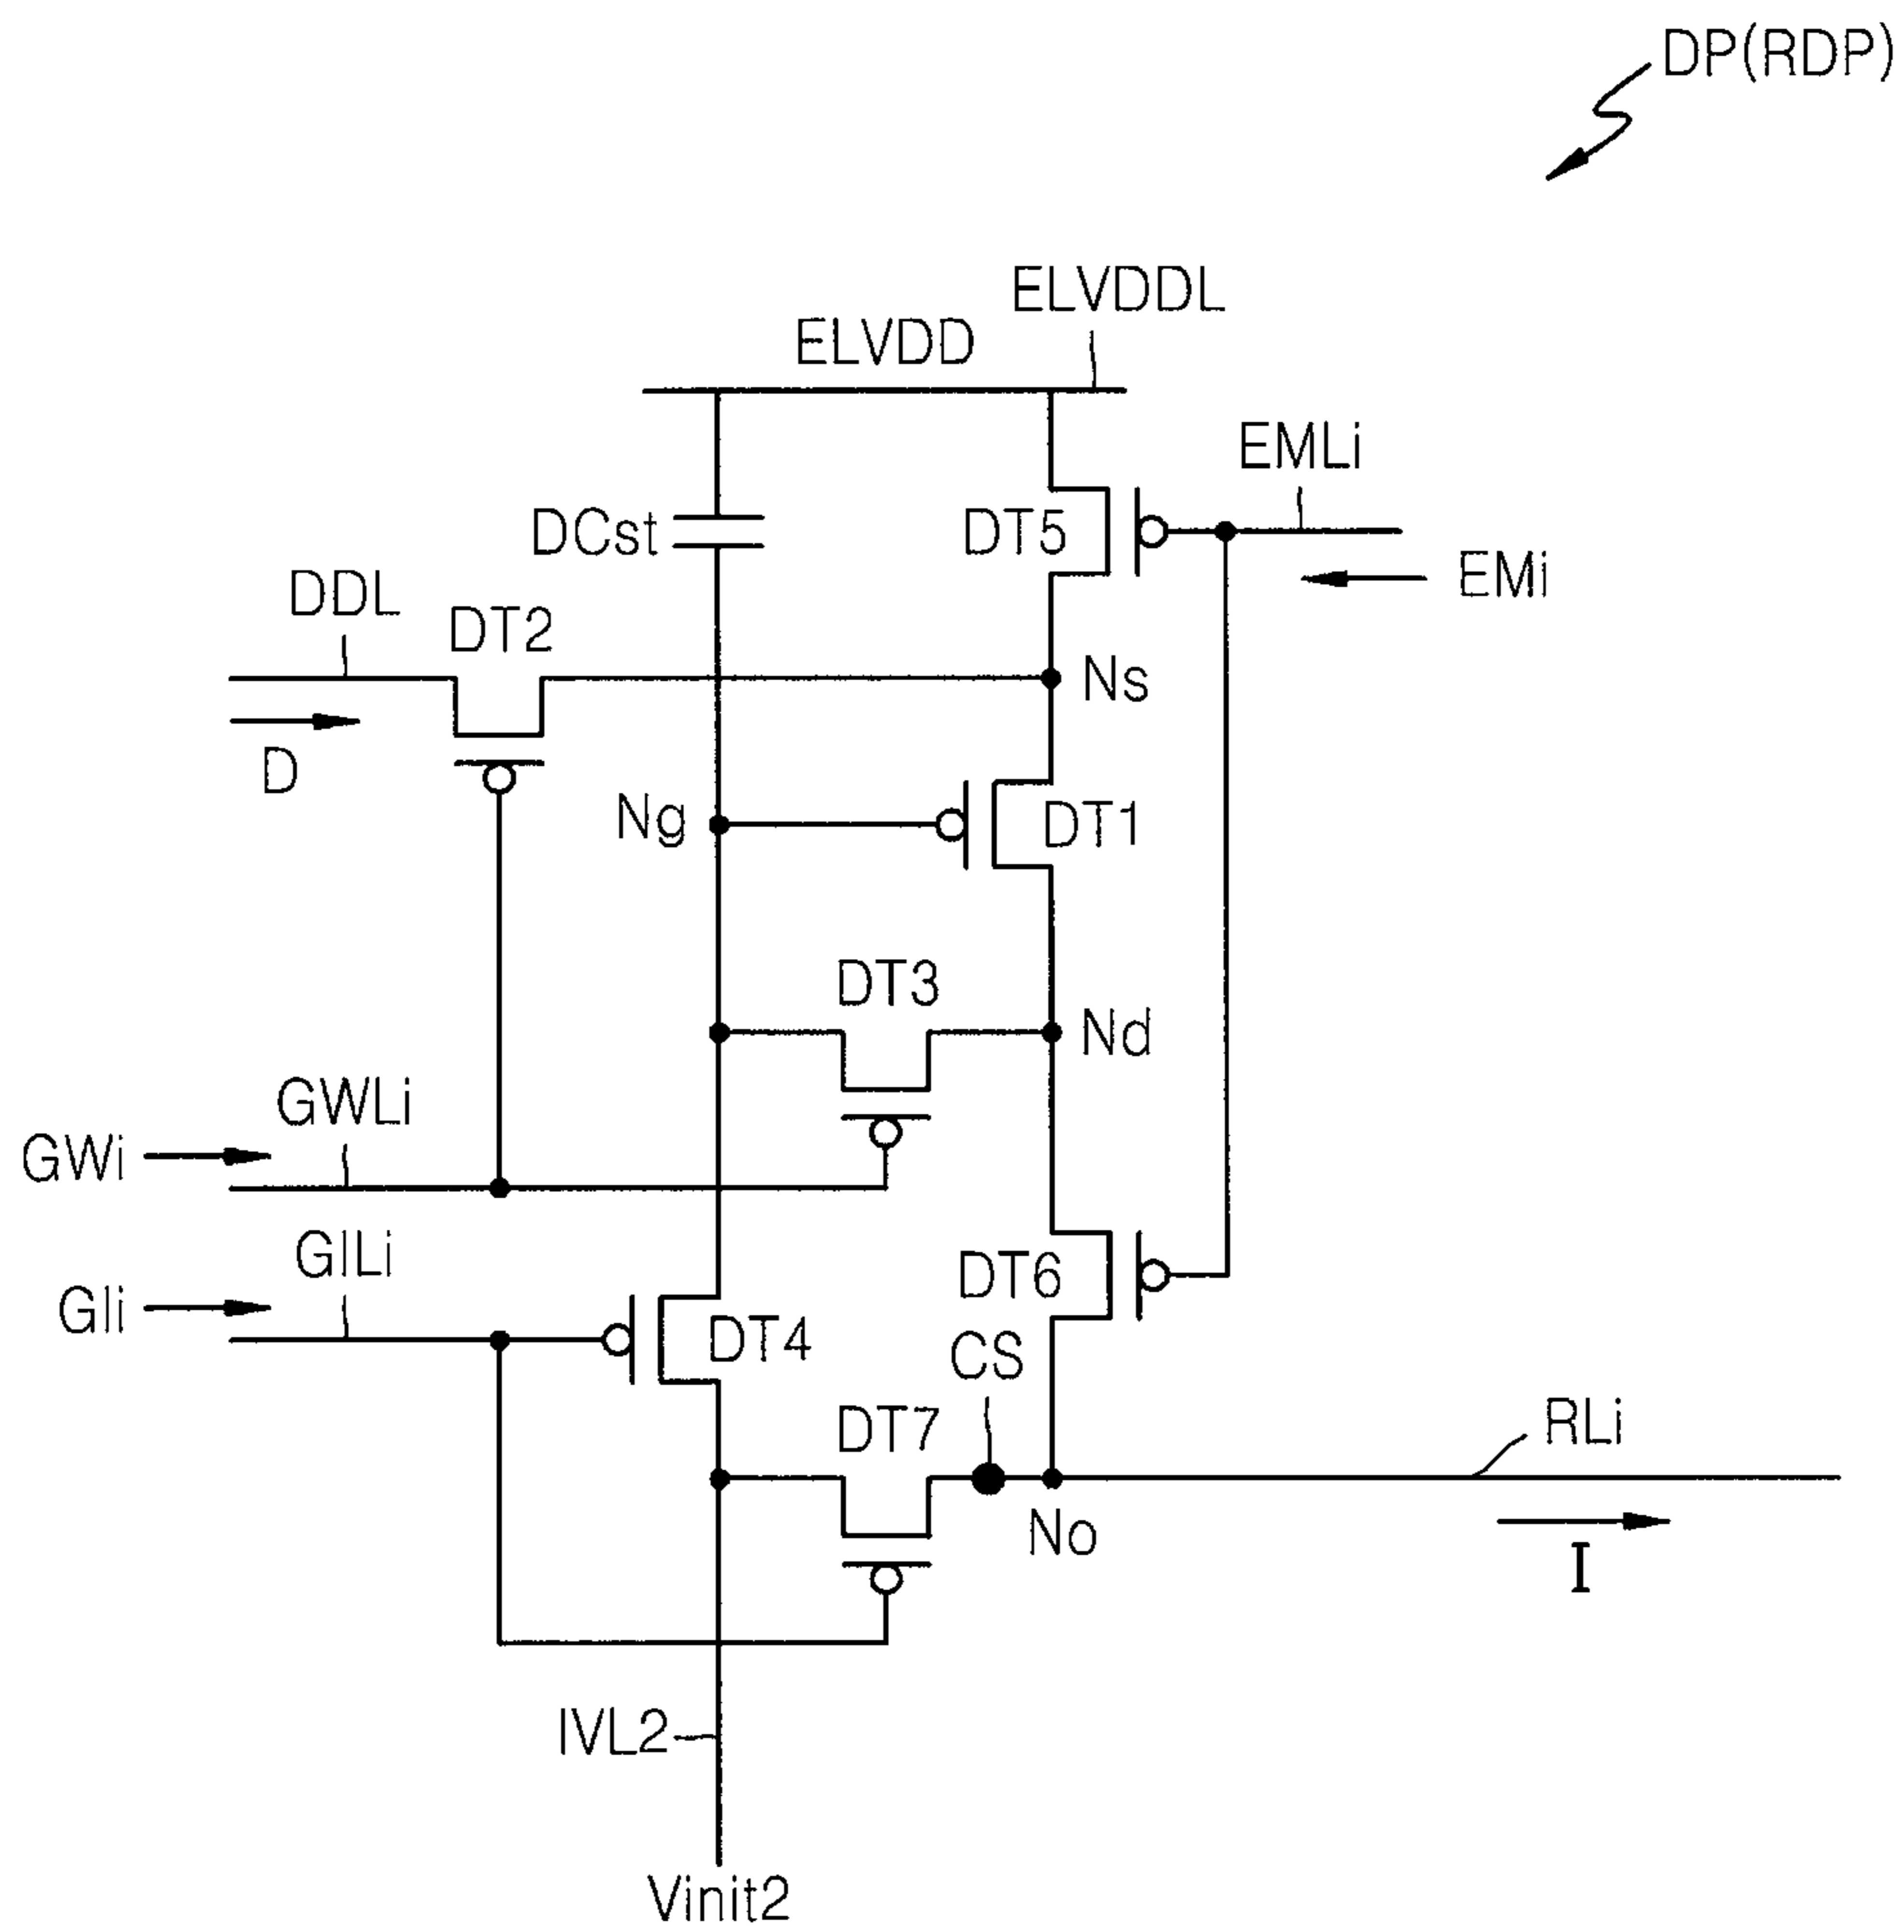 DP(RDP)
ELVDDL
ELVDD
EMLi
DCst
DT5
EMi
DDL
DT2
Ns
D
Ng
DT1
DT3
Nd
GWLi
GWi
GILi
DT6
GIi
DT4
CS
DT7
RLi
No
I
IVL2
Vinit2